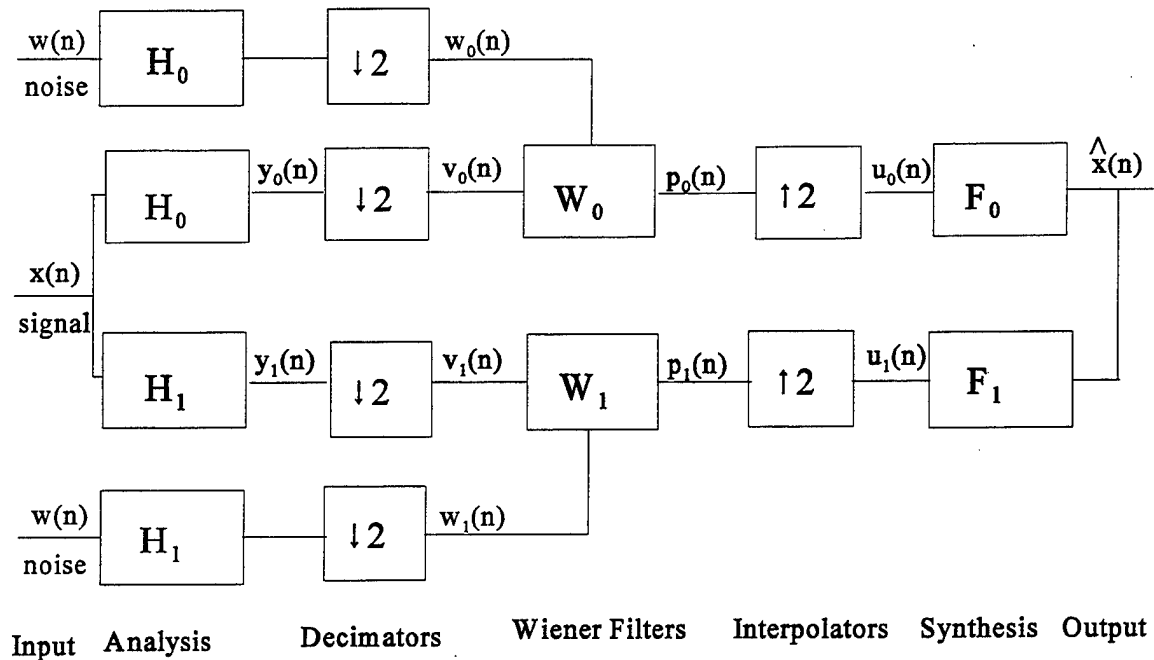 w(n) H₀ ↓2 w₀(n)
noise
y₀(n) v₀(n) p₀(n) u₀(n) x̂(n)
H₀ ↓2 W₀ ↑2 F₀
x(n)
signal
y₁(n) v₁(n) p₁(n) u₁(n)
H₁ ↓2 W₁ ↑2 F₁
w(n) H₁ ↓2 w₁(n)
noise
Input Analysis Decimators Wiener Filters Interpolators Synthesis Output